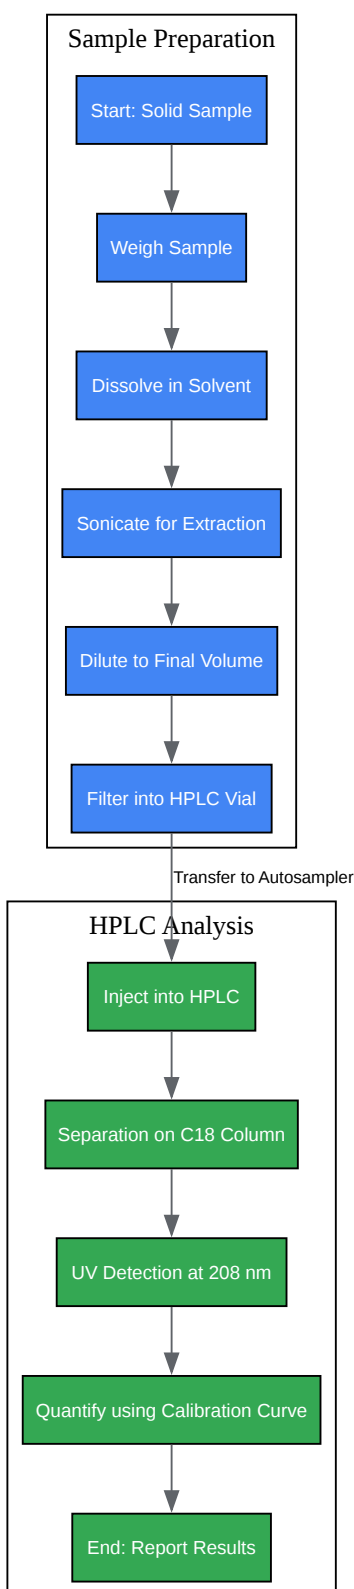 Sample Preparation
Start: Solid Sample
Weigh Sample
Dissolve in Solvent
Sonicate for Extraction
Dilute to Final Volume
Filter into HPLC Vial
Transfer to Autosampler
HPLC Analysis
Inject into HPLC
Separation on C18 Column
UV Detection at 208 nm
Quantify using Calibration Curve
End: Report Results